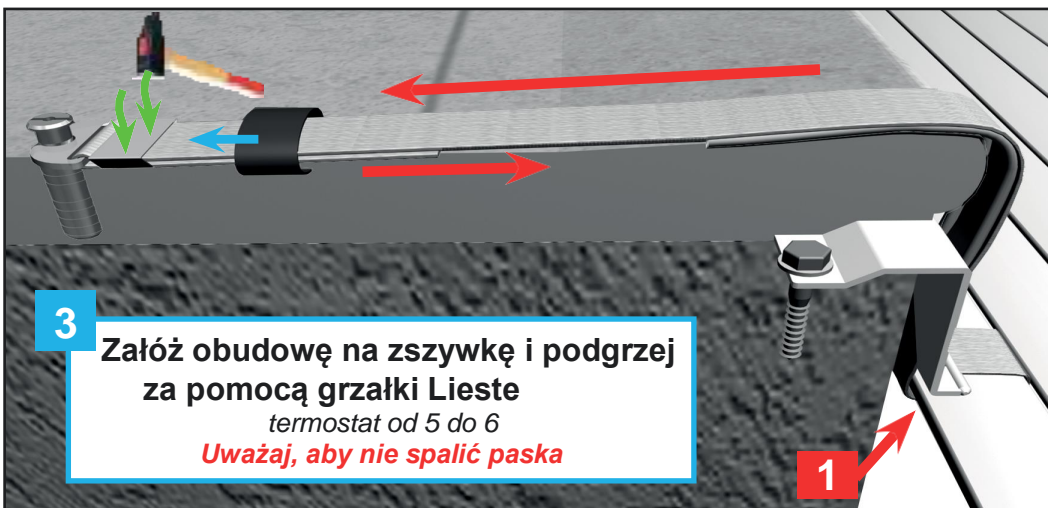 3
Załóż obudowę na zszywkę i podgrzej
za pomocą grzałki Lieste
termostat od 5 do 6
Uważaj, aby nie spalić paska
1